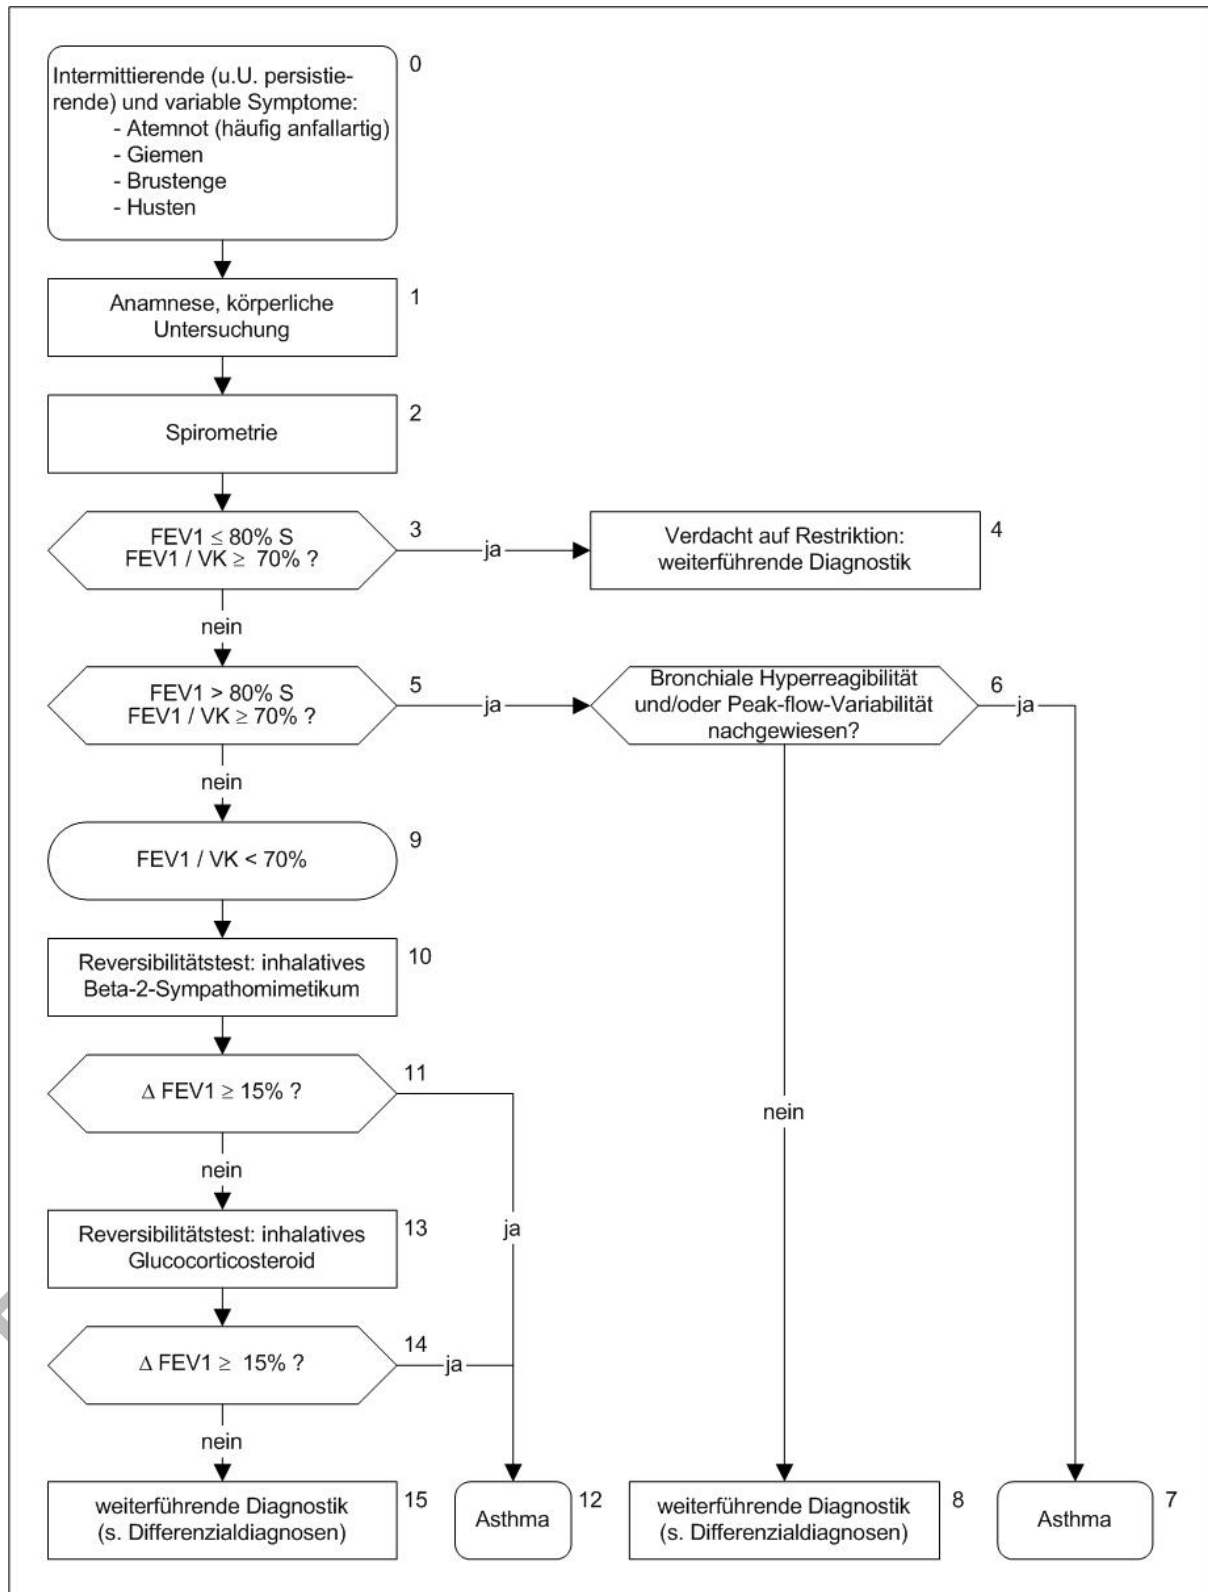 0
Intermittierende (u.U. persistie-
rende) und variable Symptome:
- Atemnot (häufig anfallartig)
- Giemen
- Brustenge
- Husten
1
Anamnese, körperliche
Untersuchung
2
Spirometrie
3
FEV1 ≤ 80% S
FEV1 / VK ≥ 70% ?
ja
4
Verdacht auf Restriktion:
weiterführende Diagnostik
nein
5
FEV1 > 80% S
FEV1 / VK ≥ 70% ?
ja
6
Bronchiale Hyperreagibilität
und/oder Peak-flow-Variabilität
nachgewiesen?
ja
nein
9
FEV1 / VK < 70%
10
Reversibilitätstest: inhalatives
Beta-2-Sympathomimetikum
11
Δ FEV1 ≥ 15% ?
nein
nein
13
Reversibilitätstest: inhalatives
Glucocorticosteroid
ja
14
Δ FEV1 ≥ 15% ?
ja
nein
15
weiterführende Diagnostik
(s. Differenzialdiagnosen)
12
Asthma
8
weiterführende Diagnostik
(s. Differenzialdiagnosen)
7
Asthma